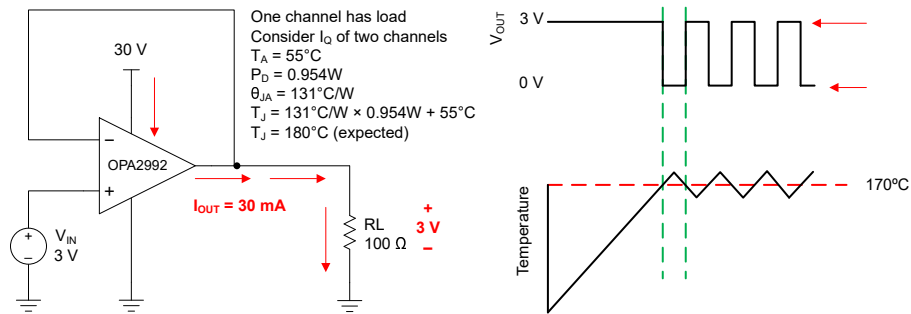 One channel has load
Consider IQ of two channels
TA = 55°C
PD = 0.954W
θJA = 131°C/W
TJ = 131°C/W × 0.954W + 55°C
TJ = 180°C (expected)
30 V
–
OPA2992
+
IOUT = 30 mA
+
–
VIN
3 V
RL
100 Ω
+
3 V
–
VOUT
3 V
0 V
Temperature
170ºC